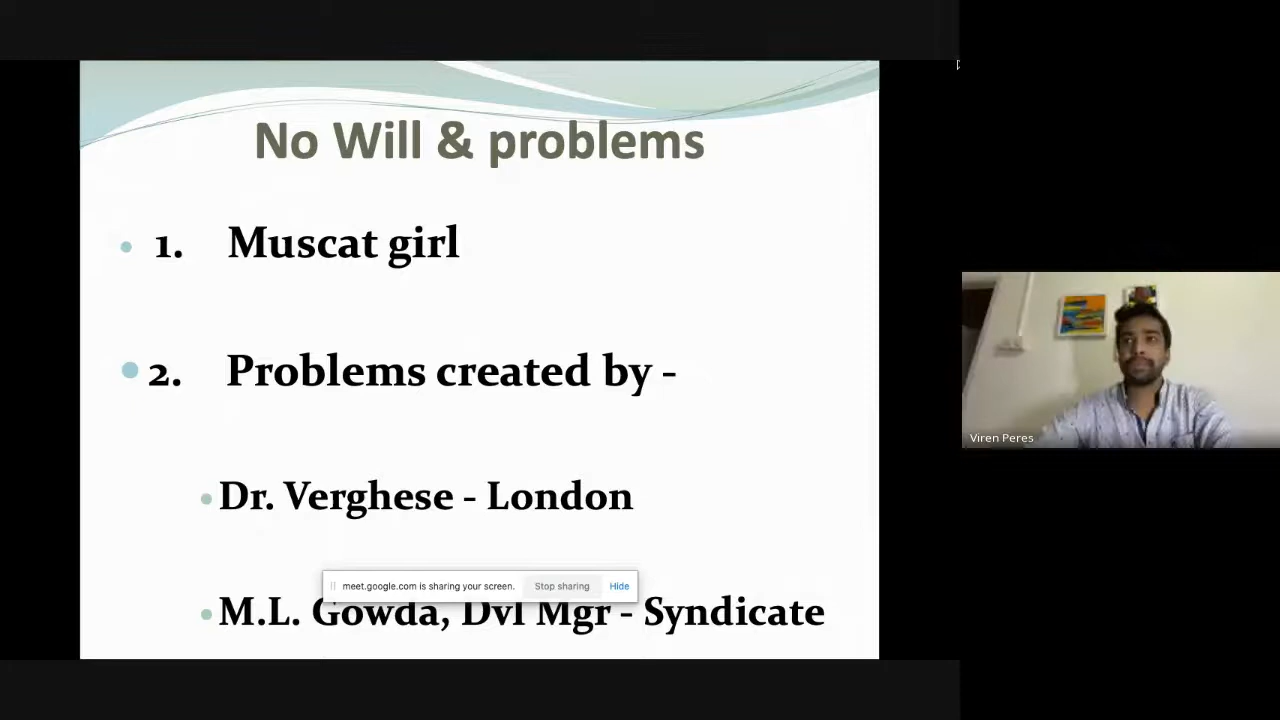 No Will & problems
1. Muscat girl
2. Problems created by -
Dr. Verghese - London
meet.google.com is sharing your screen. Stop sharing Hide
M.L. Gowda, Dvl Mgr - Syndicate
Viren Peres